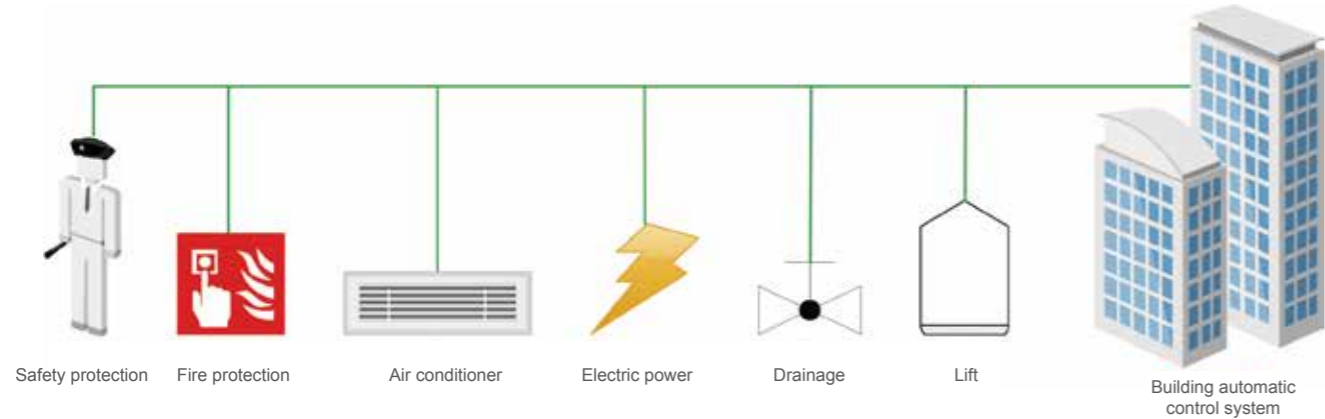 Safety protection
Fire protection
Air conditioner
Electric power
Drainage
Lift
Building automatic
control system